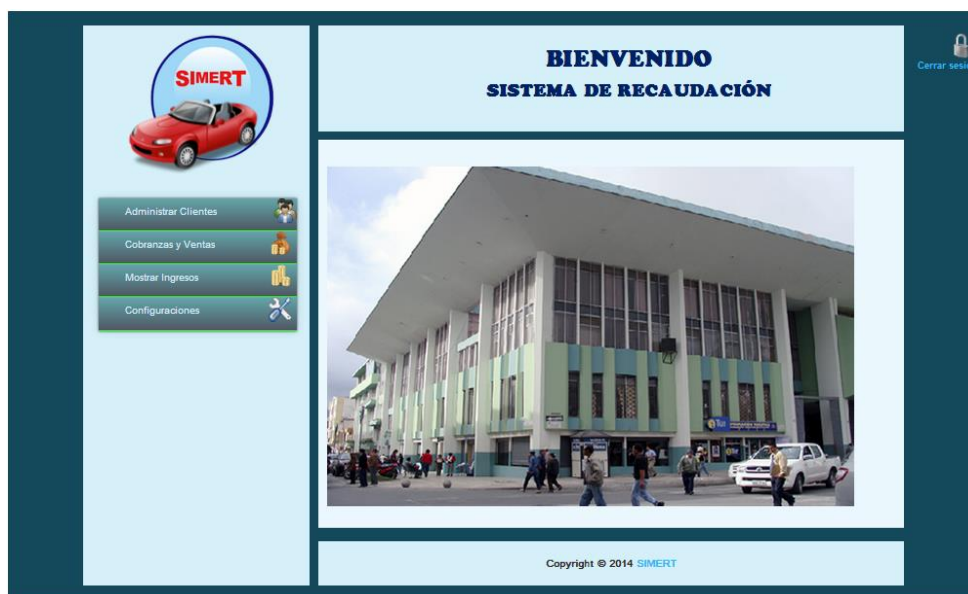 SIMERT
BIENVENIDO
SISTEMA DE RECAUDACIÓN
Administrar Clientes
Cobranzas y Ventas
Mostrar Ingresos
Configuraciones
Copyright © 2014 SIMERT